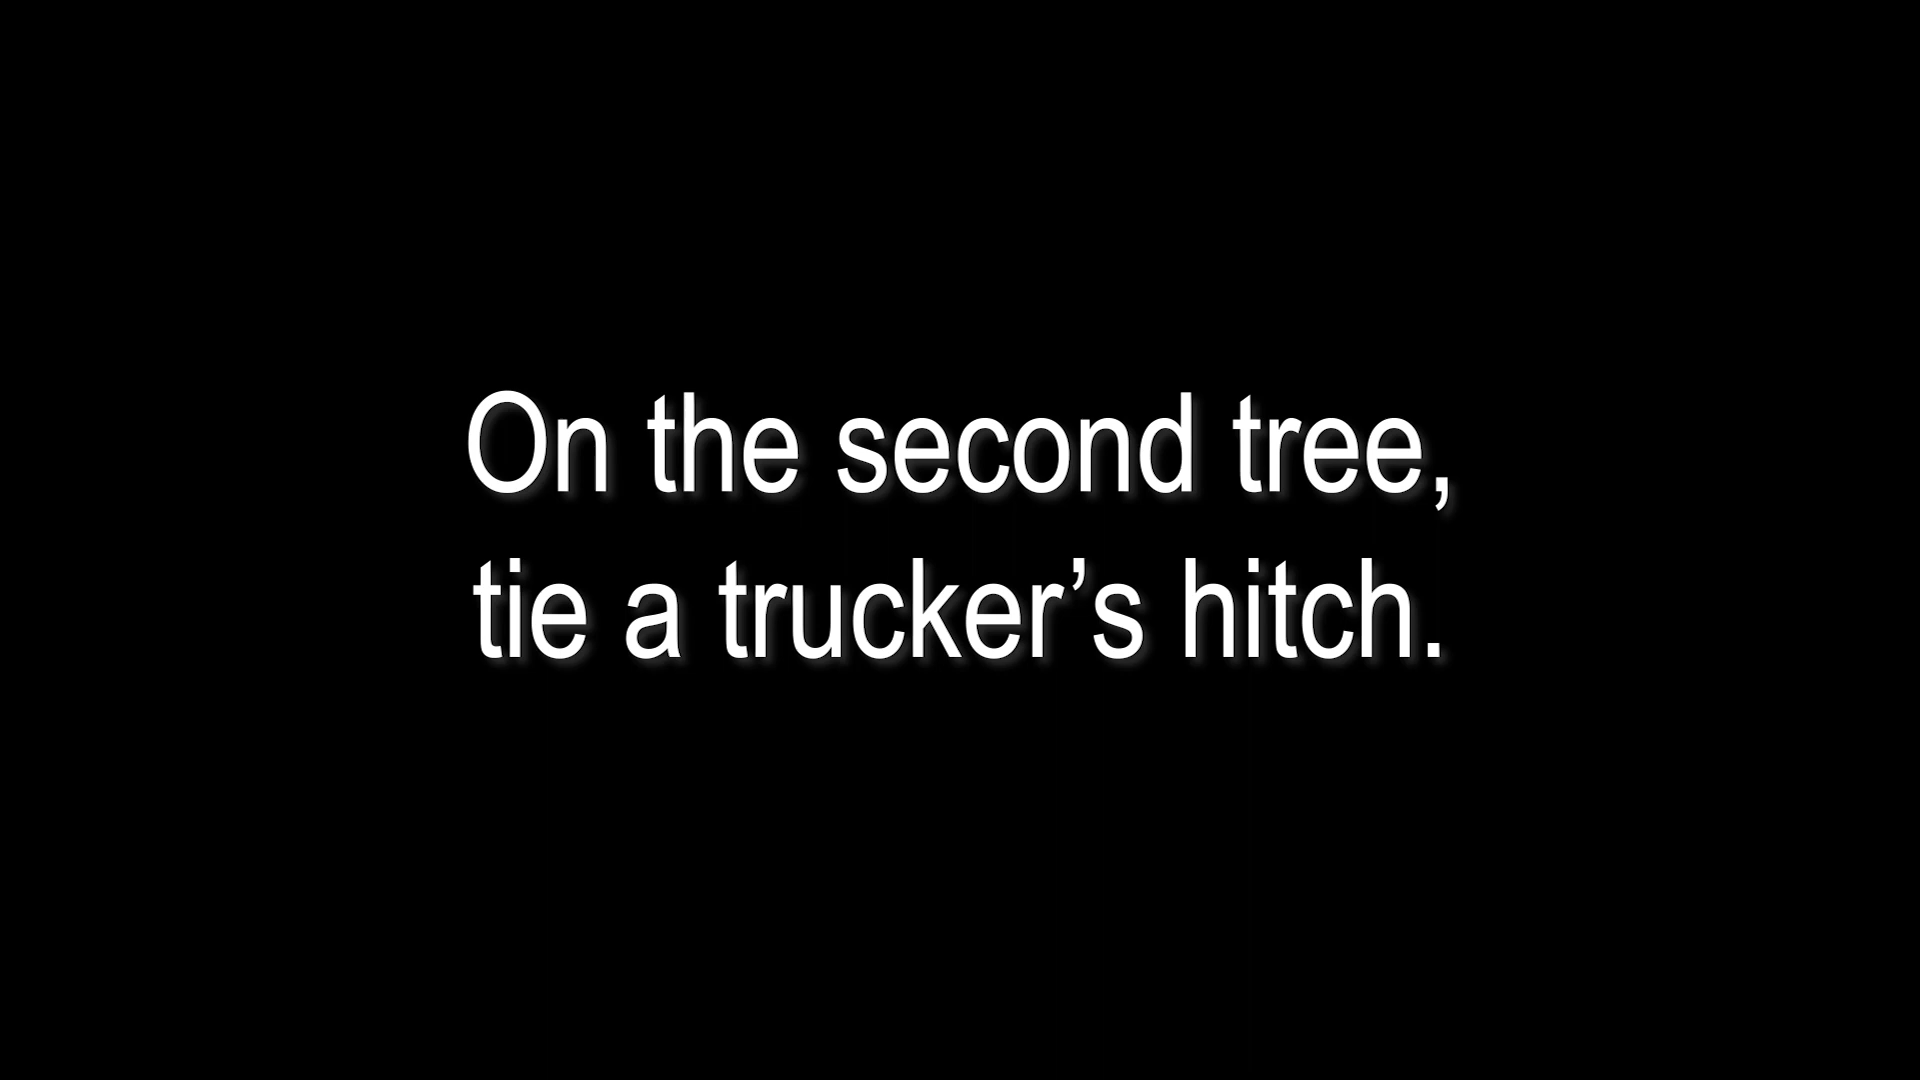 On the second tree,
tie a trucker’s hitch.